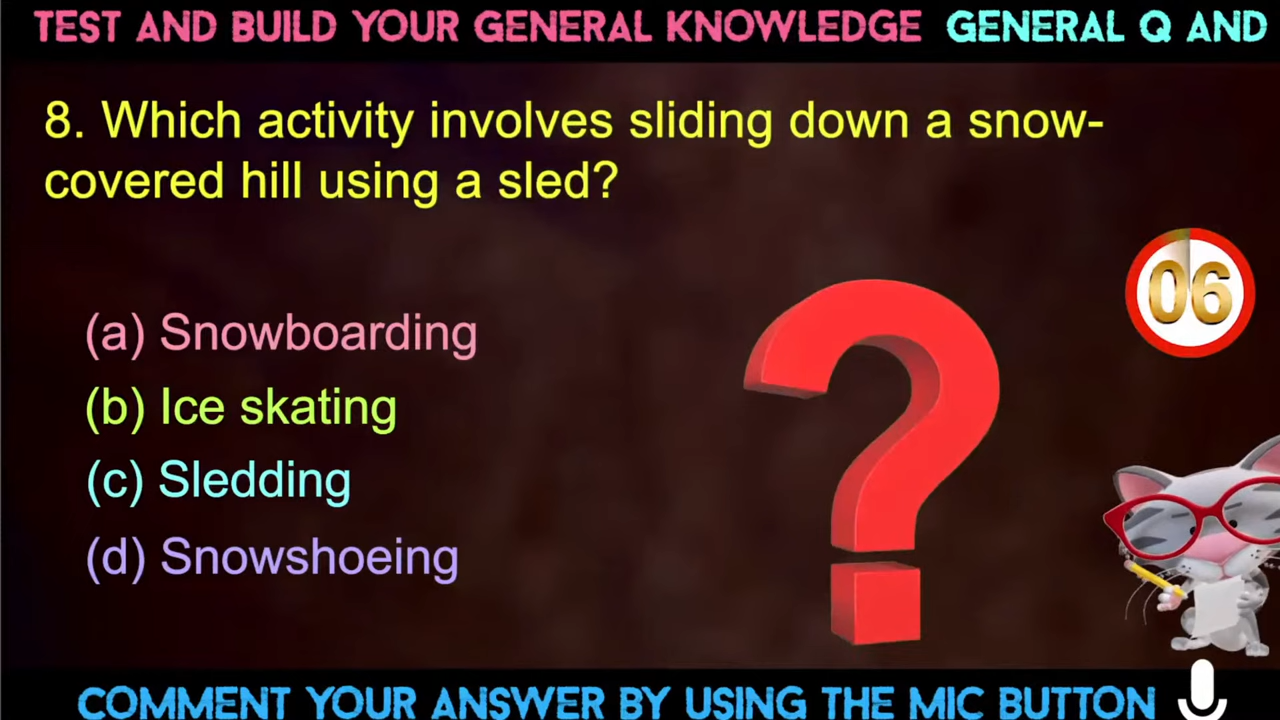 TEST AND BUILD YOUR GENERAL KNOWLEDGE GENERAL Q AND
8. Which activity involves sliding down a snow-
covered hill using a sled?
06
(a) Snowboarding
(b) Ice skating
(c) Sledding
(d) Snowshoeing
COMMENT YOUR ANSWER BY USING THE MIC BUTTON